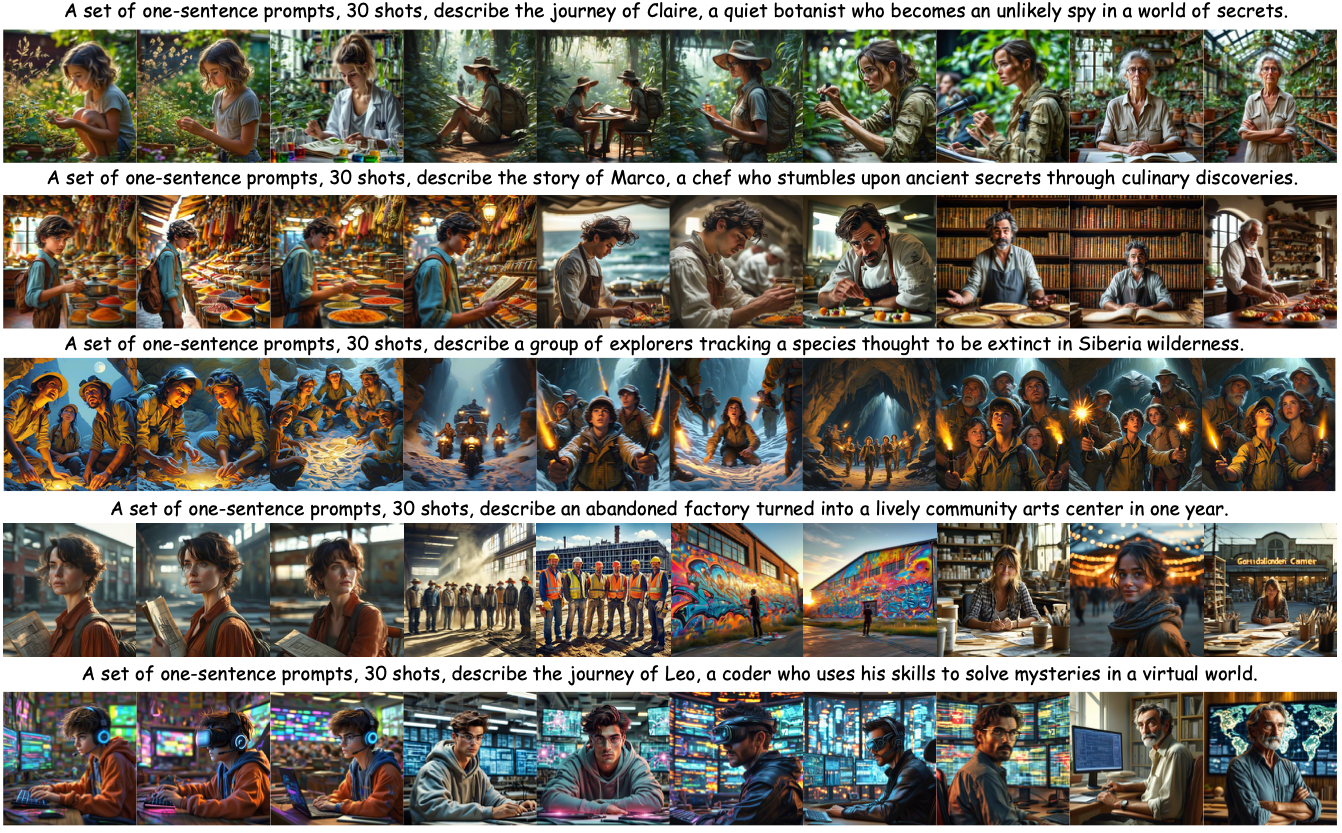 A set of one-sentence prompts, 30 shots, describe the journey of Claire, a quiet botanist who becomes an unlikely spy in a world of secrets.
A set of one-sentence prompts, 30 shots, describe the story of Marco, a chef who stumbles upon ancient secrets through culinary discoveries.
A set of one-sentence prompts, 30 shots, describe a group of explorers tracking a species thought to be extinct in Siberia wilderness.
A set of one-sentence prompts, 30 shots, describe an abandoned factory turned into a lively community arts center in one year.
A set of one-sentence prompts, 30 shots, describe the journey of Leo, a coder who uses his skills to solve mysteries in a virtual world.